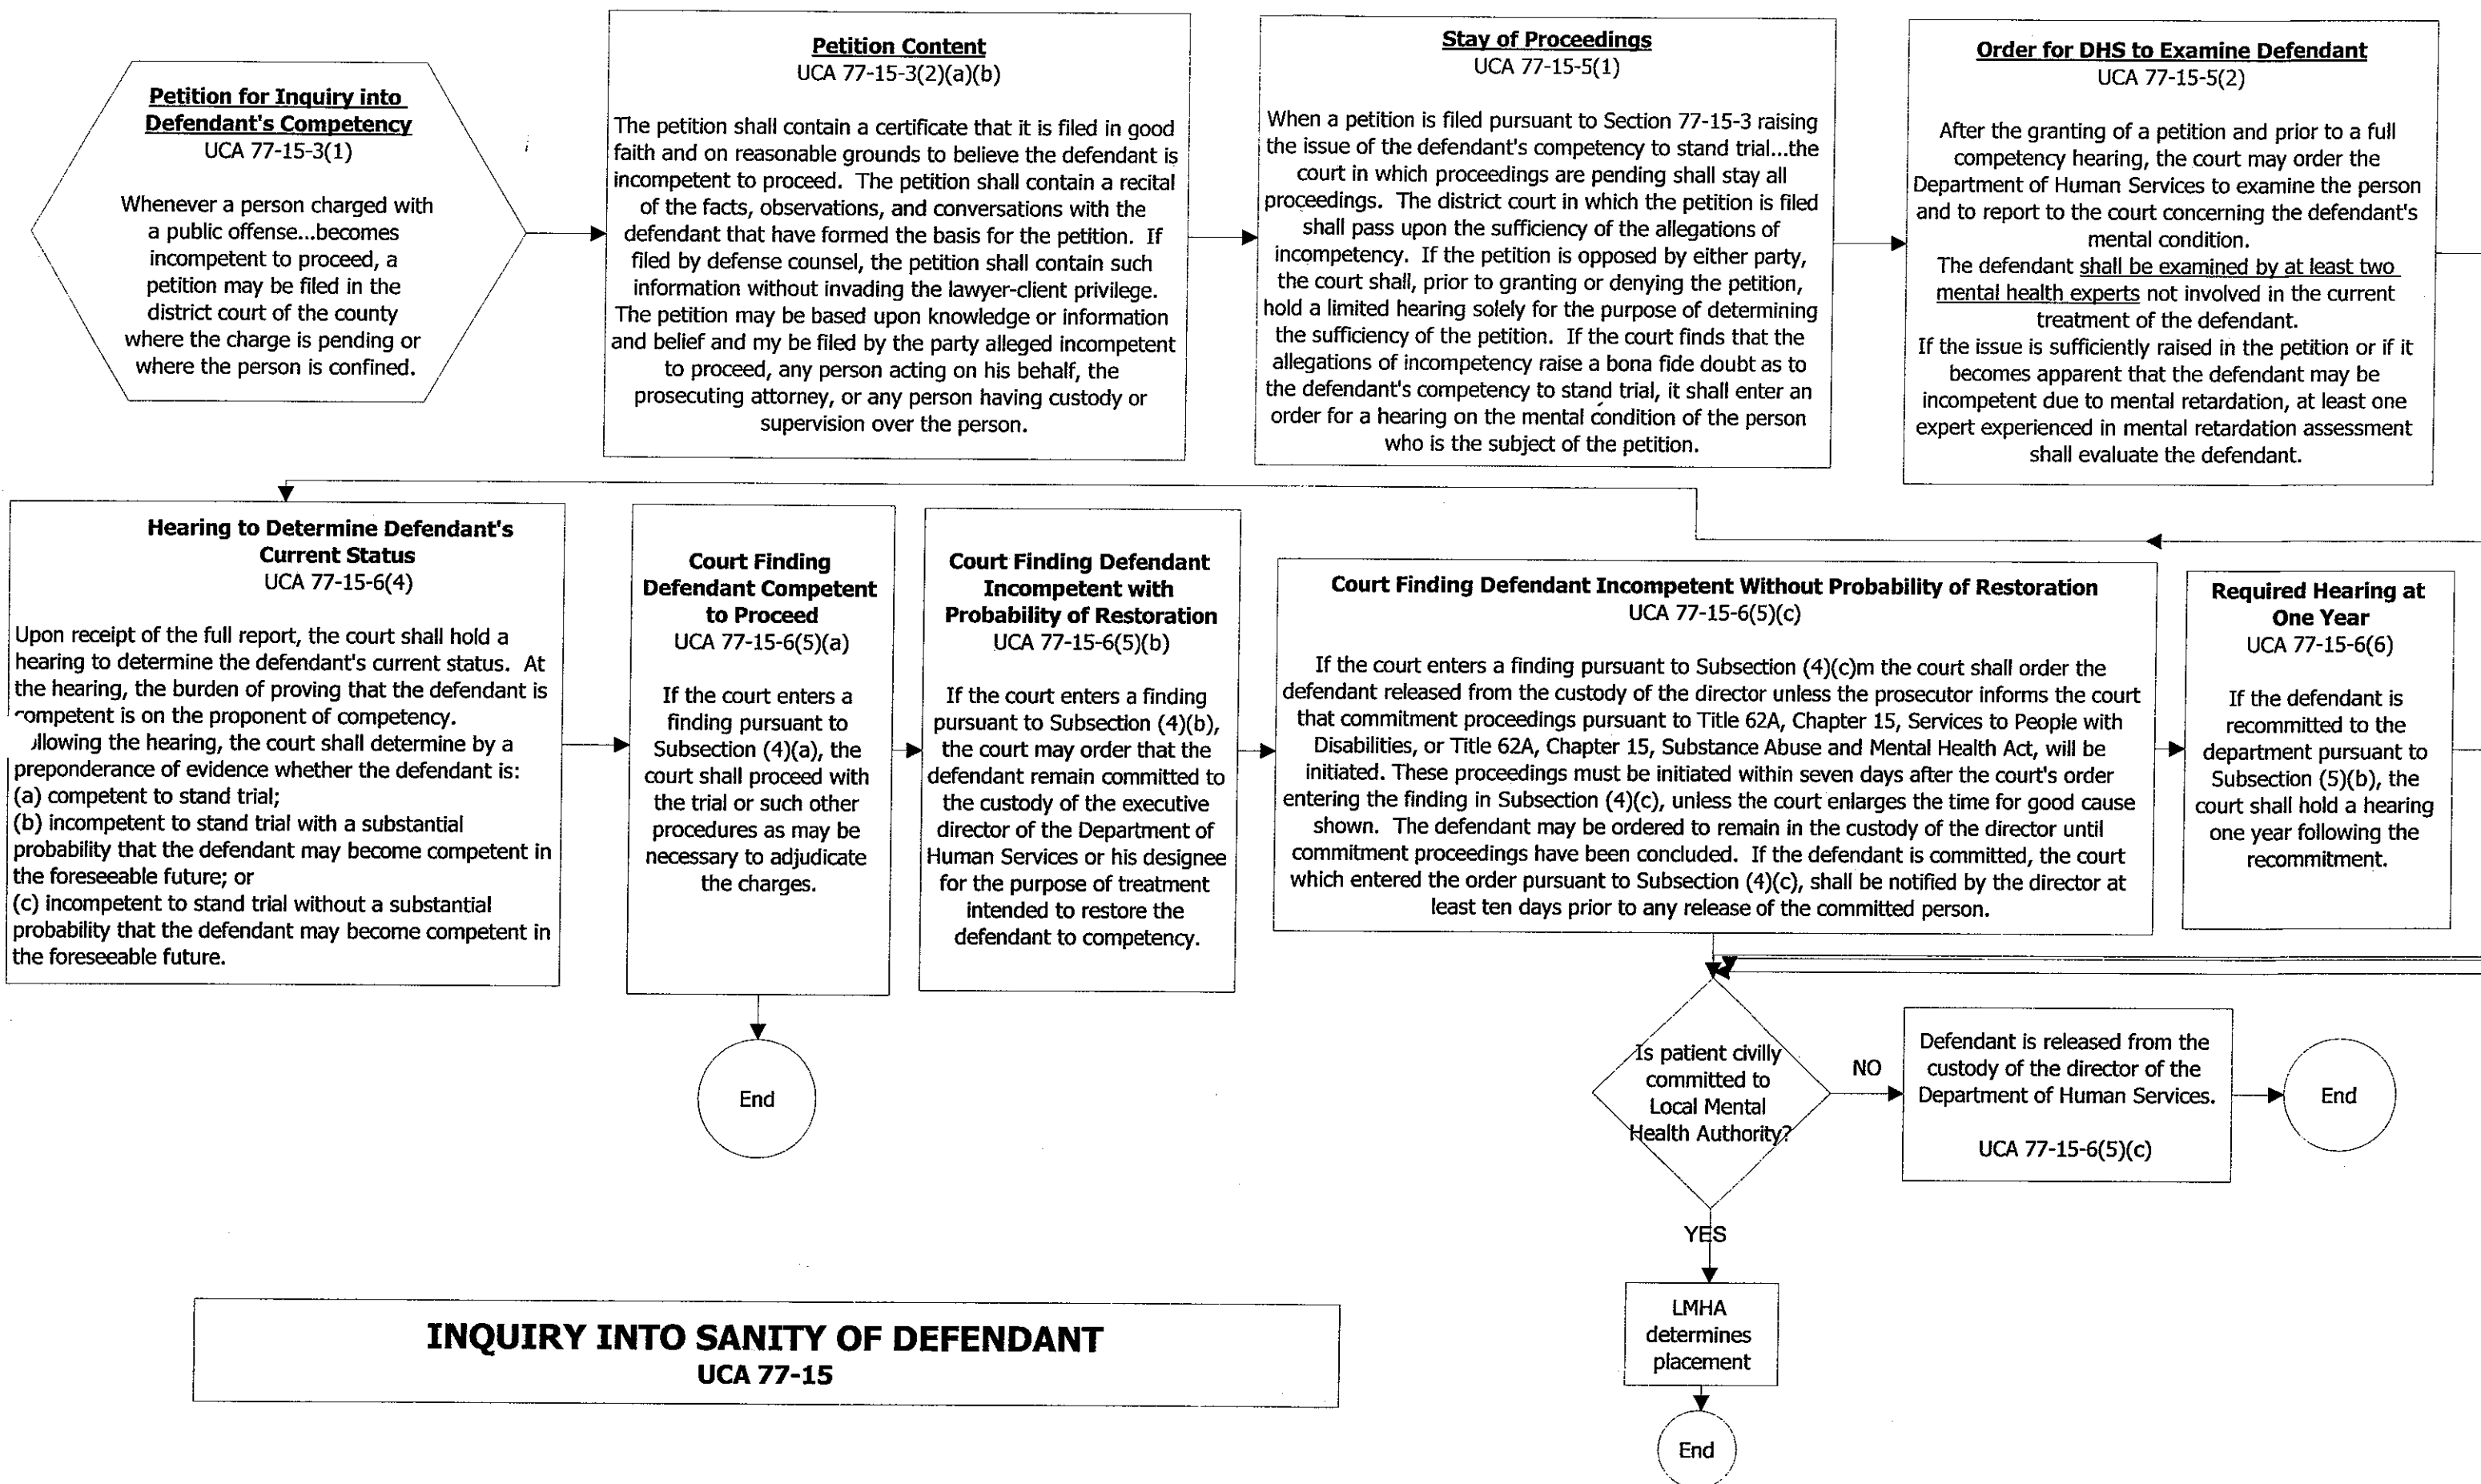 Petition for Inquiry into
Defendant's Competency
UCA 77-15-3(1)
Whenever a person charged with
a public offense...becomes
incompetent to proceed, a
petition may be filed in the
district court of the county
where the charge is pending or
where the person is confined.
Petition Content
UCA 77-15-3(2)(a)(b)
The petition shall contain a certificate that it is filed in good
faith and on reasonable grounds to believe the defendant is
incompetent to proceed. The petition shall contain a recital
of the facts, observations, and conversations with the
defendant that have formed the basis for the petition. If
filed by defense counsel, the petition shall contain such
information without invading the lawyer-client privilege.
The petition may be based upon knowledge or information
and belief and my be filed by the party alleged incompetent
to proceed, any person acting on his behalf, the
prosecuting attorney, or any person having custody or
supervision over the person.
Stay of Proceedings
UCA 77-15-5(1)
When a petition is filed pursuant to Section 77-15-3 raising
the issue of the defendant's competency to stand trial...the
court in which proceedings are pending shall stay all
proceedings. The district court in which the petition is filed
shall pass upon the sufficiency of the allegations of
incompetency. If the petition is opposed by either party,
the court shall, prior to granting or denying the petition,
hold a limited hearing solely for the purpose of determining
the sufficiency of the petition. If the court finds that the
allegations of incompetency raise a bona fide doubt as to
the defendant's competency to stand trial, it shall enter an
order for a hearing on the mental condition of the person
who is the subject of the petition.
Order for DHS to Examine Defendant
UCA 77-15-5(2)
After the granting of a petition and prior to a full
competency hearing, the court may order the
Department of Human Services to examine the person
and to report to the court concerning the defendant's
mental condition.
The defendant shall be examined by at least two
mental health experts not involved in the current
treatment of the defendant.
If the issue is sufficiently raised in the petition or if it
becomes apparent that the defendant may be
incompetent due to mental retardation, at least one
expert experienced in mental retardation assessment
shall evaluate the defendant.
Hearing to Determine Defendant's
Current Status
UCA 77-15-6(4)
Upon receipt of the full report, the court shall hold a
hearing to determine the defendant's current status. At
the hearing, the burden of proving that the defendant is
competent is on the proponent of competency.
llowing the hearing, the court shall determine by a
preponderance of evidence whether the defendant is:
(a) competent to stand trial;
(b) incompetent to stand trial with a substantial
probability that the defendant may become competent in
the foreseeable future; or
(c) incompetent to stand trial without a substantial
probability that the defendant may become competent in
the foreseeable future.
Court Finding
Defendant Competent
to Proceed
UCA 77-15-6(5)(a)
If the court enters a
finding pursuant to
Subsection (4)(a), the
court shall proceed with
the trial or such other
procedures as may be
necessary to adjudicate
the charges.
End
Court Finding Defendant
Incompetent with
Probability of Restoration
UCA 77-15-6(5)(b)
If the court enters a finding
pursuant to Subsection (4)(b),
the court may order that the
defendant remain committed to
the custody of the executive
director of the Department of
Human Services or his designee
for the purpose of treatment
intended to restore the
defendant to competency.
Court Finding Defendant Incompetent Without Probability of Restoration
UCA 77-15-6(5)(c)
If the court enters a finding pursuant to Subsection (4)(c)m the court shall order the
defendant released from the custody of the director unless the prosecutor informs the court
that commitment proceedings pursuant to Title 62A, Chapter 15, Services to People with
Disabilities, or Title 62A, Chapter 15, Substance Abuse and Mental Health Act, will be
initiated. These proceedings must be initiated within seven days after the court's order
entering the finding in Subsection (4)(c), unless the court enlarges the time for good cause
shown. The defendant may be ordered to remain in the custody of the director until
commitment proceedings have been concluded. If the defendant is committed, the court
which entered the order pursuant to Subsection (4)(c), shall be notified by the director at
least ten days prior to any release of the committed person.
Required Hearing at
One Year
UCA 77-15-6(6)
If the defendant is
recommitted to the
department pursuant to
Subsection (5)(b), the
court shall hold a hearing
one year following the
recommitment.
Is patient civilly
committed to
Local Mental
Health Authority?
NO
Defendant is released from the
custody of the director of the
Department of Human Services.
UCA 77-15-6(5)(c)
End
YES
LMHA
determines
placement
End
INQUIRY INTO SANITY OF DEFENDANT
UCA 77-15